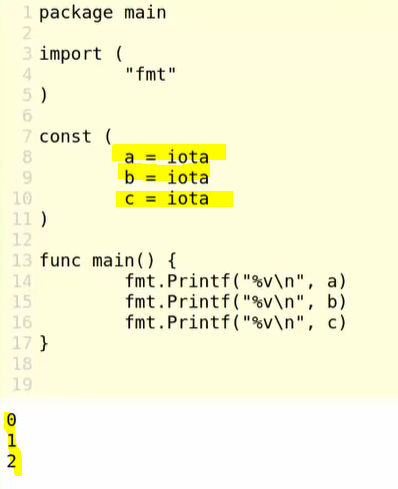 1 package main
2
3 import (
4 "fmt"
5 )
6
7 const (
8 a = iota
9 b = iota
10 c = iota
11 )
12
13 func main() {
14 fmt.Printf("%v\n", a)
15 fmt.Printf("%v\n", b)
16 fmt.Printf("%v\n", c)
17 }
18
19
0
1
2